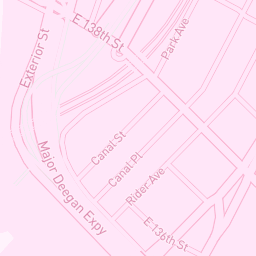 E 138th St
Park Ave
Exterior St
Canal St
Major Deegan Expy
Canal Pl
Rider Ave
E 136th St